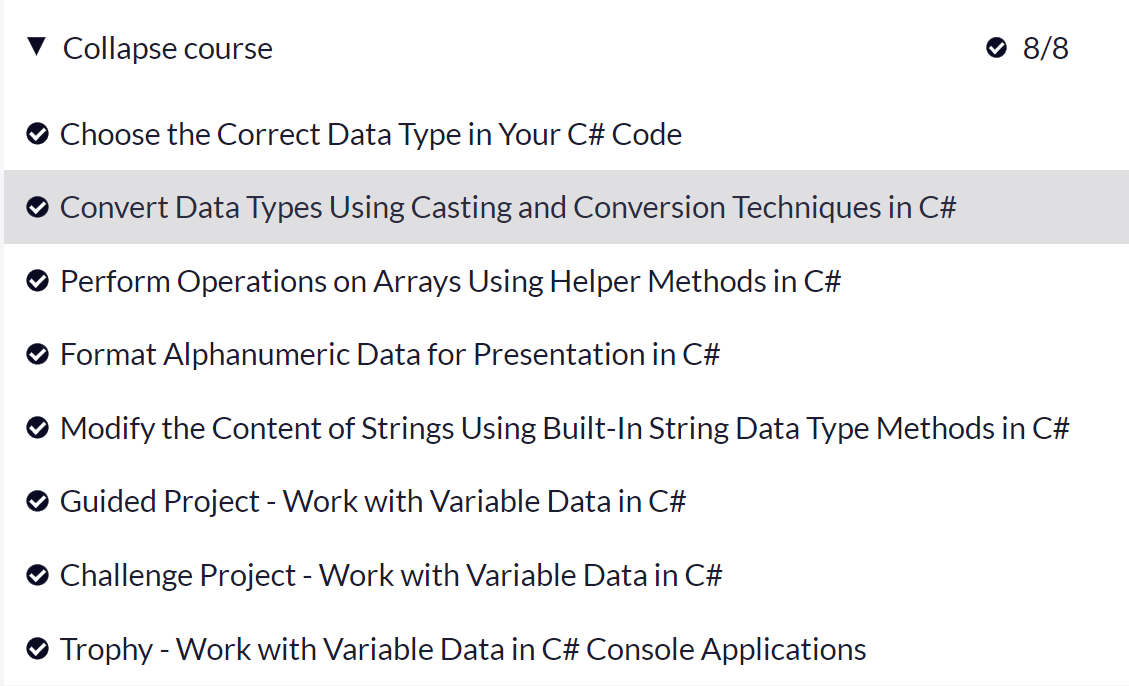 Collapse course 8/8
Choose the Correct Data Type in Your C# Code
Convert Data Types Using Casting and Conversion Techniques in C#
Perform Operations on Arrays Using Helper Methods in C#
Format Alphanumeric Data for Presentation in C#
Modify the Content of Strings Using Built-In String Data Type Methods in C#
Guided Project - Work with Variable Data in C#
Challenge Project - Work with Variable Data in C#
Trophy - Work with Variable Data in C# Console Applications